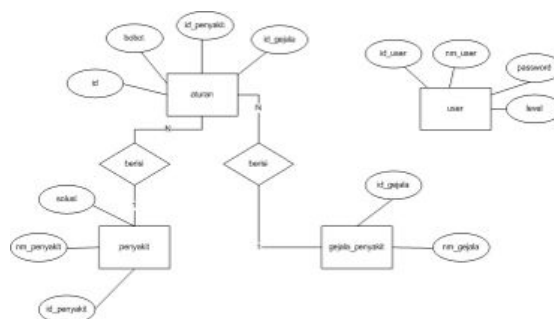 id_penyakit
bobot
id_gejala
id
aturan
N
N
id_user
nm_user
password
user
level
berisi
berisi
solusi
1
id_gejala
nm_penyakit
penyakit
1
gejala_penyakit
nm_gejala
id_penyakit